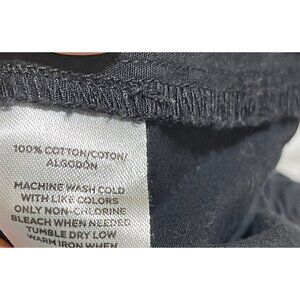 100% COTTON/COTON/
ALGODÓN
MACHINE WASH COLD
WITH LIKE COLORS
ONLY NON-CHLORINE
BLEACH WHEN NEEDED
TUMBLE DRY LOW
WARM IRON WHEN